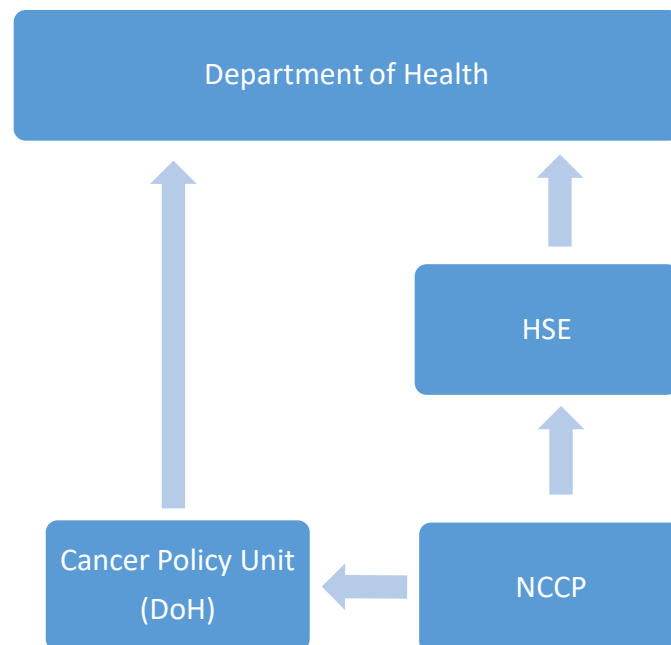 Department of Health
HSE
Cancer Policy Unit
(DoH)
NCCP